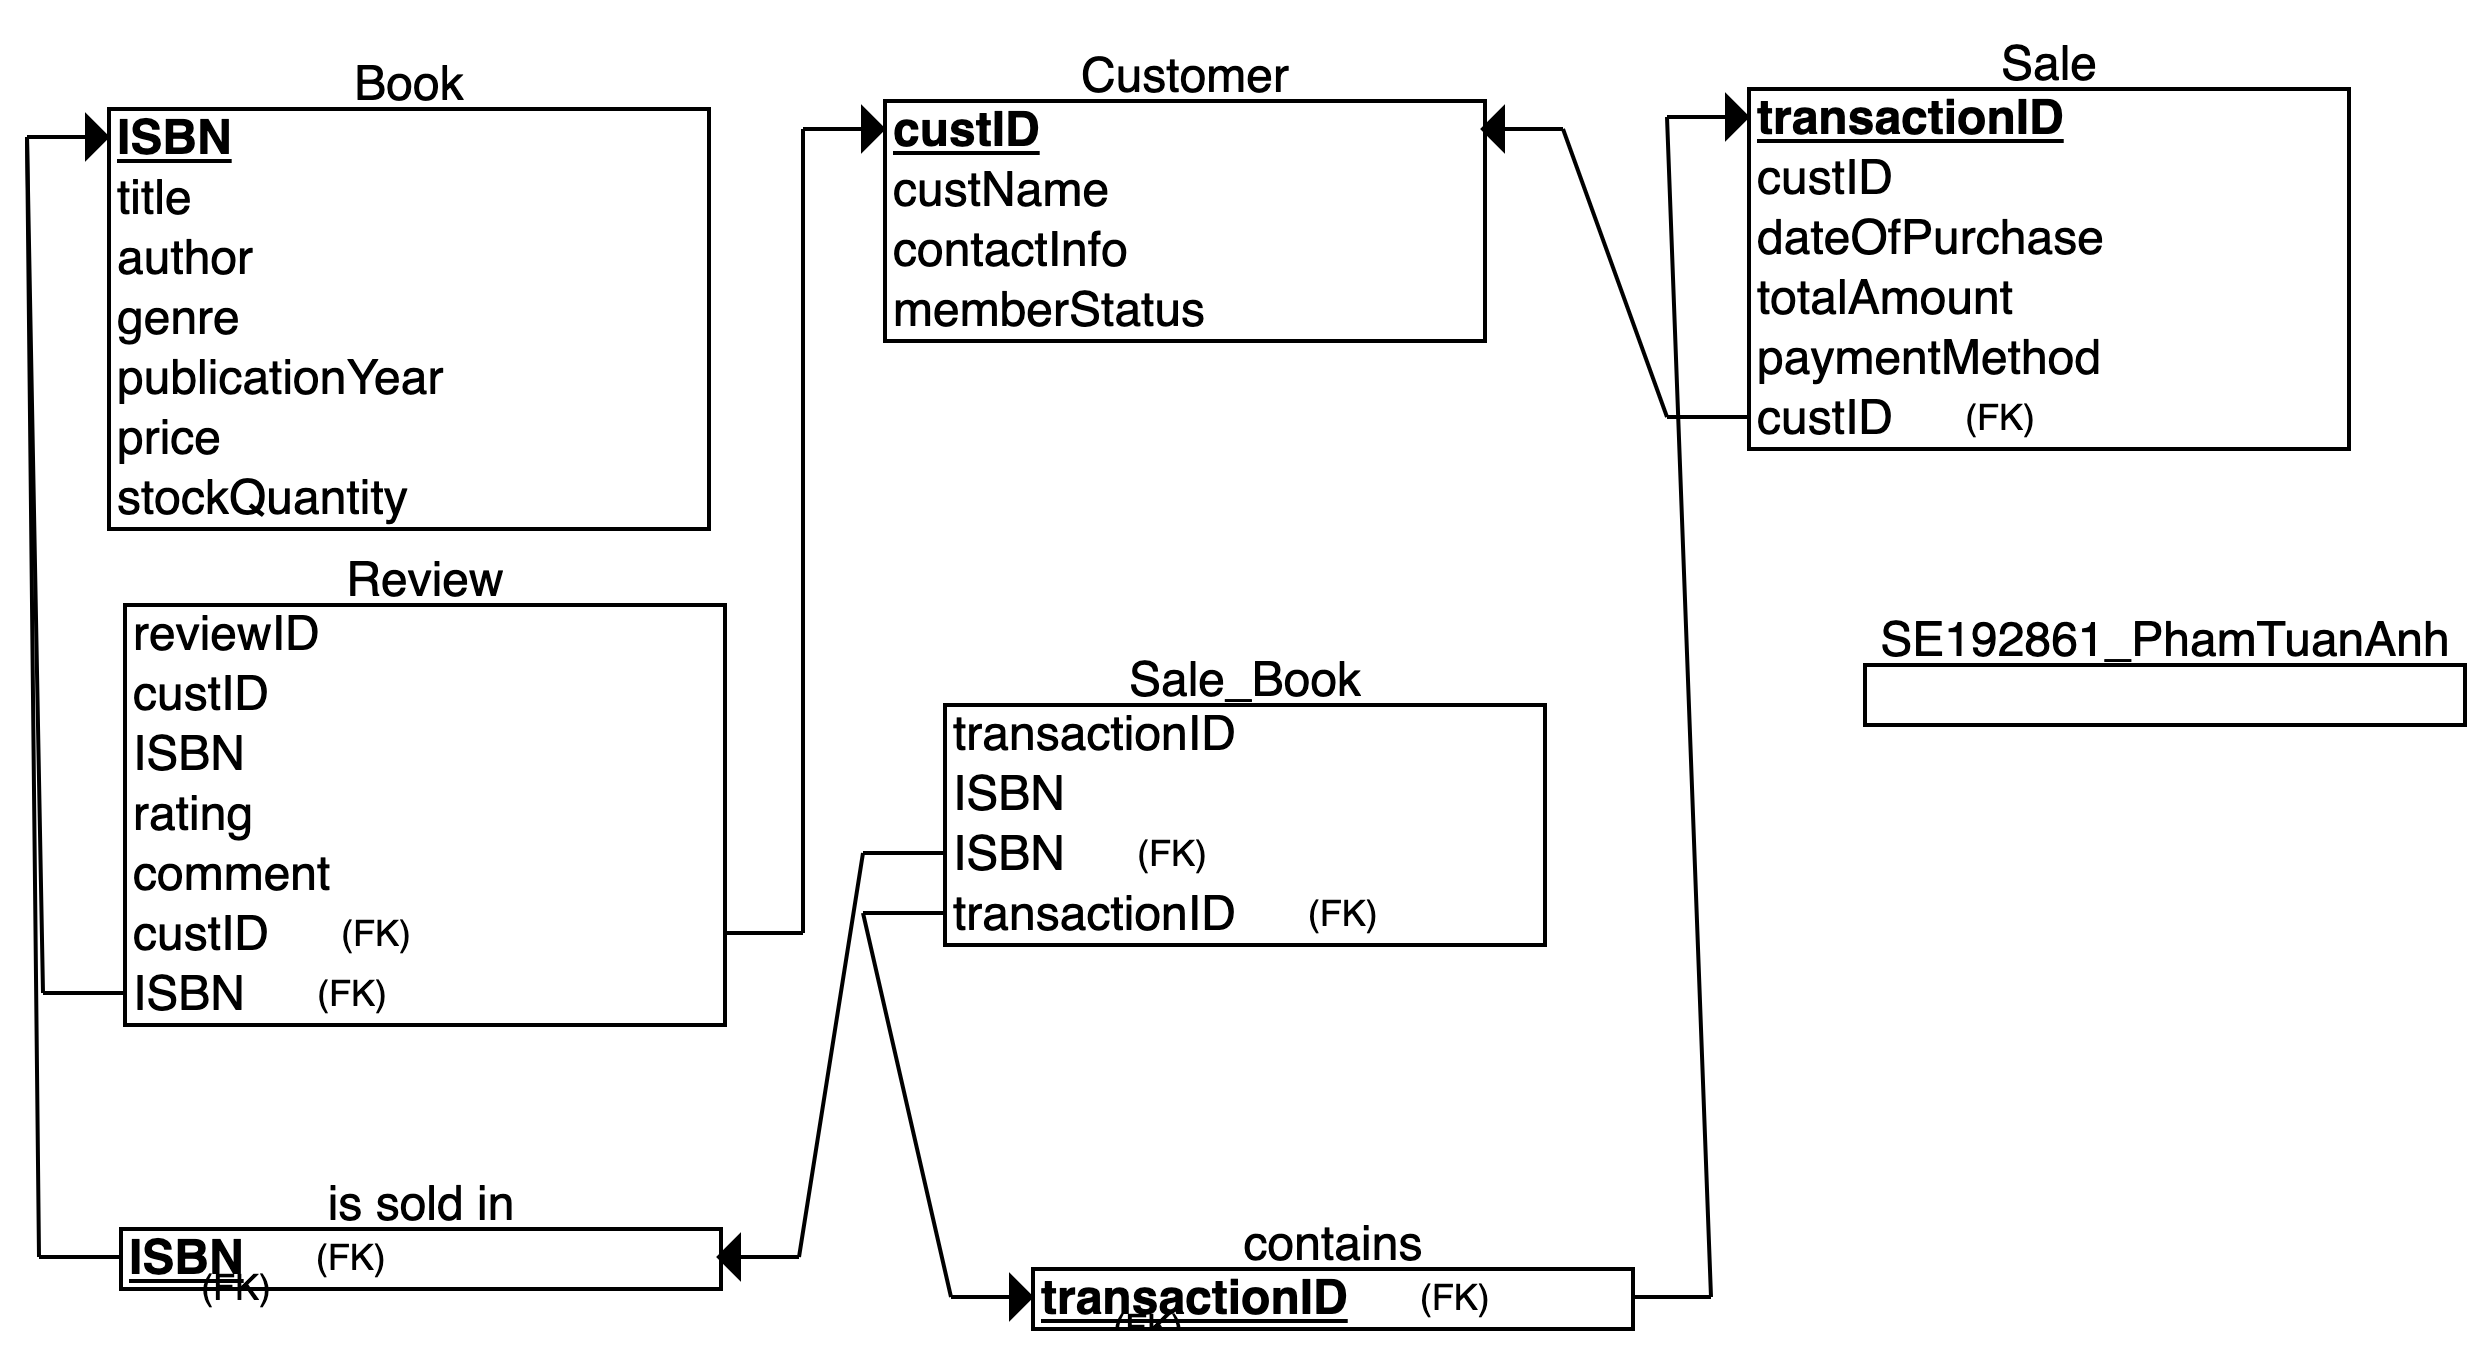 Book
ISBN
title
author
genre
publicationYear
price
stockQuantity
Customer
custID
custName
contactInfo
memberStatus
Sale
transactionID
custID
dateOfPurchase
totalAmount
paymentMethod
custID (FK)
Review
reviewID
custID
ISBN
rating
comment
custID (FK)
ISBN (FK)
Sale_Book
transactionID
ISBN
ISBN (FK)
transactionID (FK)
SE192861_PhamTuanAnh
is sold in
ISBN (FK)
(FK)
contains
transactionID (FK)
(FK)